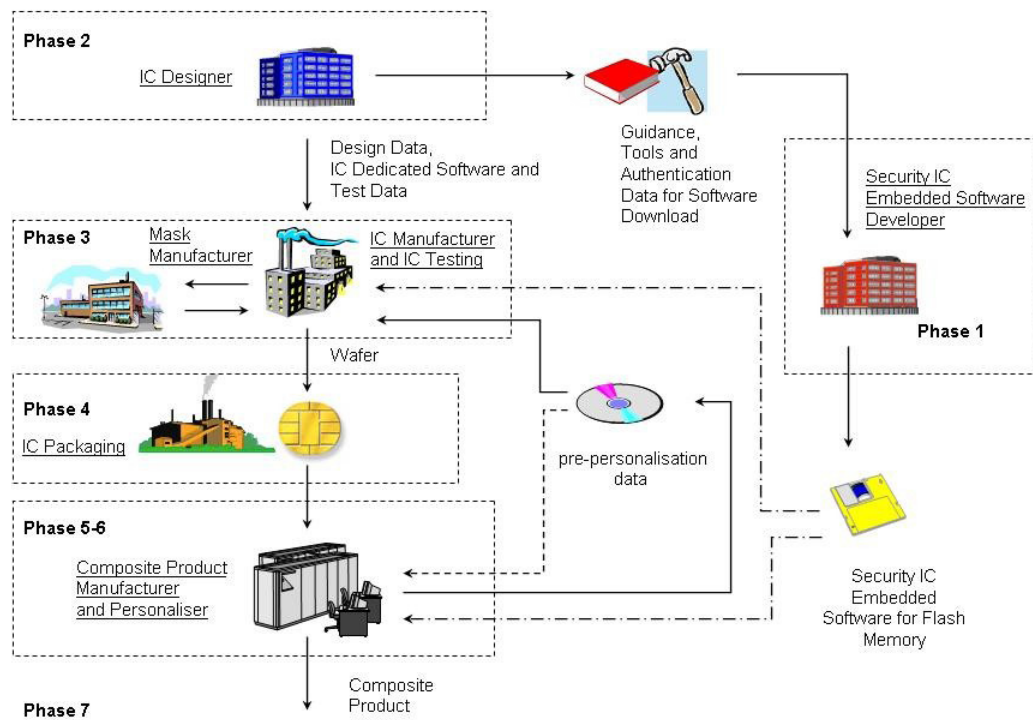 Phase 2
IC Designer
Guidance,
Tools and
Authentication
Data for Software
Download
Design Data,
IC Dedicated Software and
Test Data
Security IC
Embedded Software
Developer
Phase 1
Phase 3
Mask
Manufacturer
IC Manufacturer
and IC Testing
Wafer
Phase 4
IC Packaging
pre-personalisation
data
Phase 5-6
Composite Product
Manufacturer
and Personaliser
Security IC
Embedded
Software for Flash
Memory
Composite
Product
Phase 7